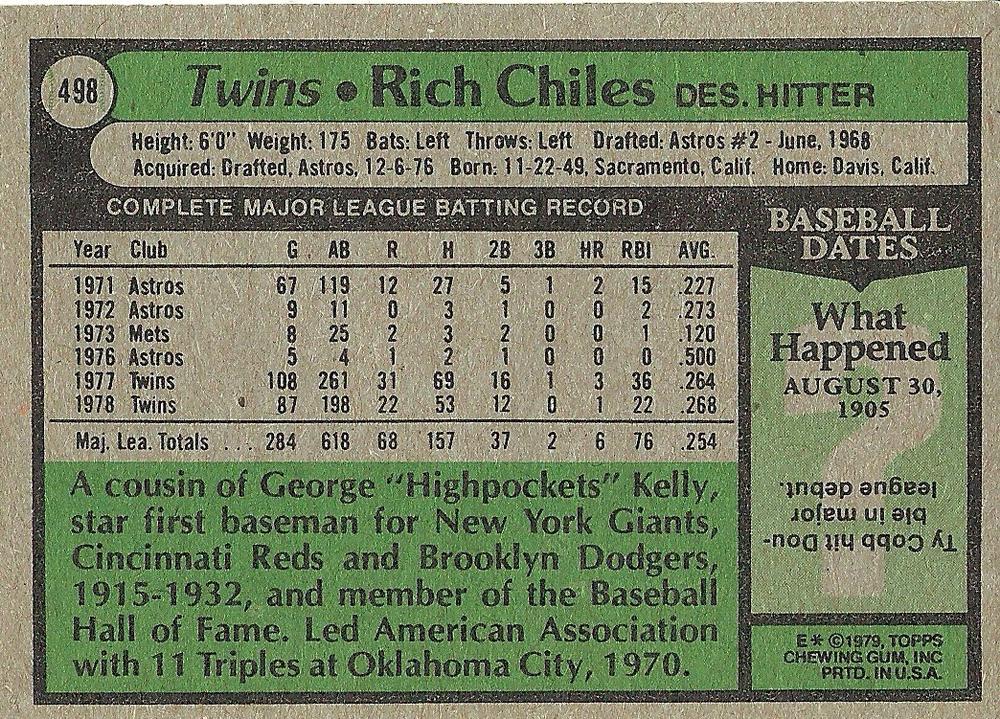 498
Twins • Rich Chiles DES. HITTER
Height: 6'0" Weight: 175 Bats: Left Throws: Left Drafted: Astros #2 - June, 1968
Acquired: Drafted, Astros, 12-6-76 Born: 11-22-49, Sacramento, Calif. Home: Davis, Calif.
COMPLETE MAJOR LEAGUE BATTING RECORD
Year Club G AB R H 2B 3B HR RBI AVG.
1971 Astros 67 119 12 27 5 1 2 15 .227
1972 Astros 9 11 0 3 1 0 0 2 .273
1973 Mets 8 25 2 3 2 0 0 1 .120
1976 Astros 5 4 1 2 1 0 0 0 .500
1977 Twins 108 261 31 69 16 1 3 36 .264
1978 Twins 87 198 22 53 12 0 1 22 .268
Maj. Lea. Totals ... 284 618 68 157 37 2 6 76 .254
A cousin of George "Highpockets" Kelly,
star first baseman for New York Giants,
Cincinnati Reds and Brooklyn Dodgers,
1915-1932, and member of the Baseball
Hall of Fame. Led American Association
with 11 Triples at Oklahoma City, 1970.
BASEBALL
DATES
What
Happened
AUGUST 30,
1905
Ty Cobb hit Dou-
ble in major
league debut.
E* ©1979, TOPPS
CHEWING GUM, INC
PRTD. IN U.S.A.